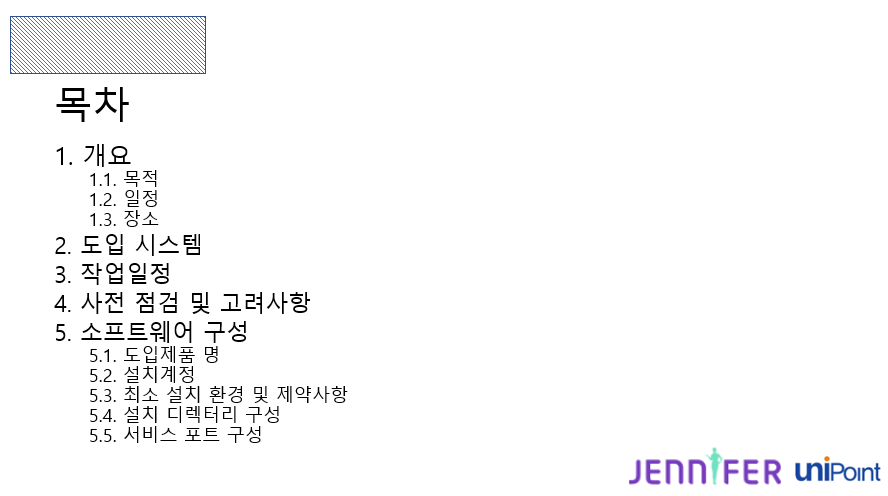 목차
1. 개요
1.1. 목적
1.2. 일정
1.3. 장소
2. 도입 시스템
3. 작업일정
4. 사전 점검 및 고려사항
5. 소프트웨어 구성
5.1. 도입제품 명
5.2. 설치계정
5.3. 최소 설치 환경 및 제약사항
5.4. 설치 디렉터리 구성
5.5. 서비스 포트 구성
JENNIFER uniPoint